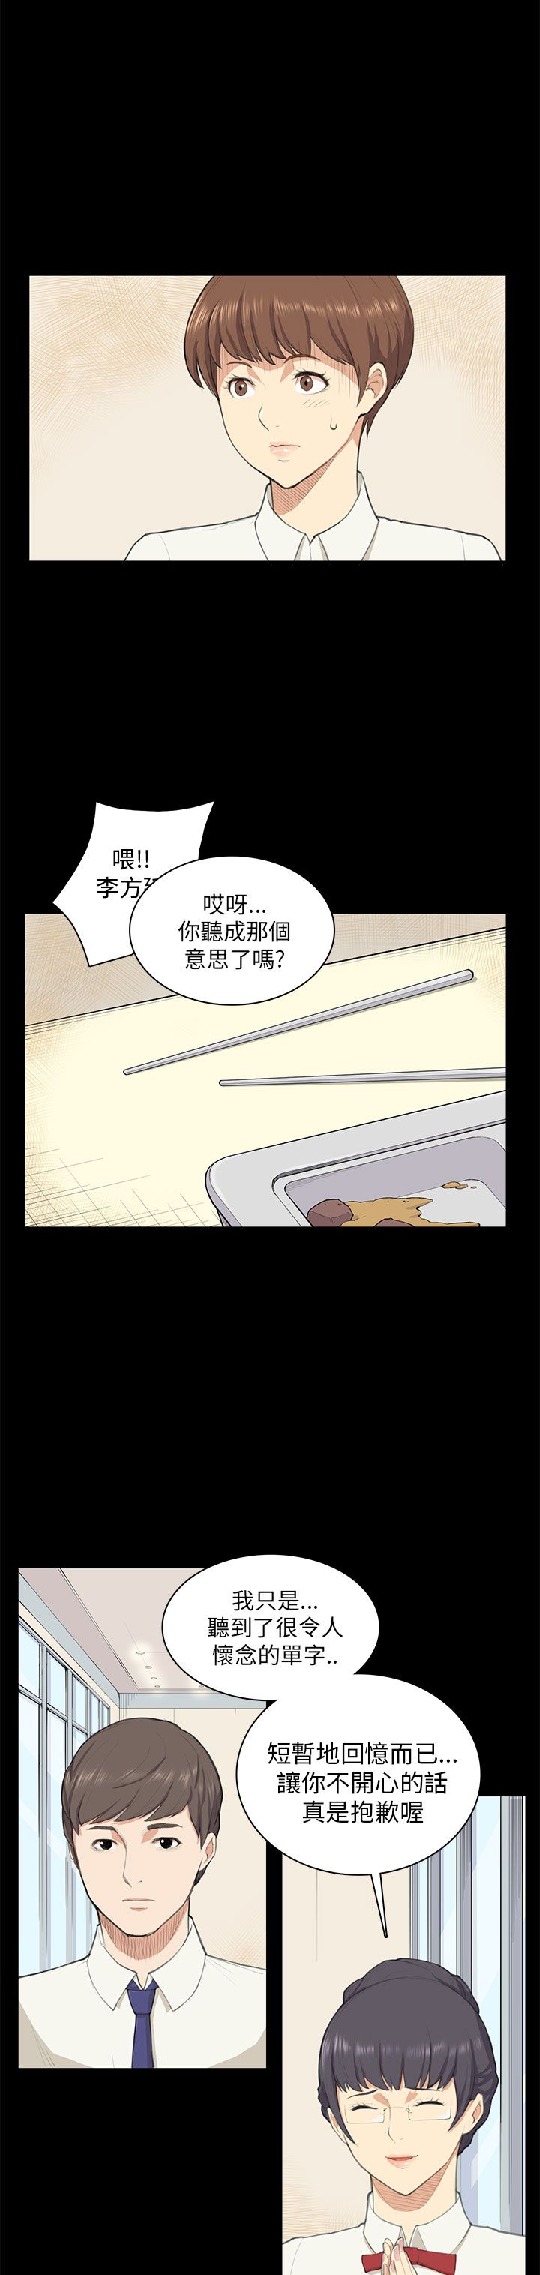 喂!!
李方
哎呀...
你聽成那個
意思了嗎?
我只是...
聽到了很令人
懷念的單字..
短暫地回憶而已...
讓你不開心的話
真是抱歉喔